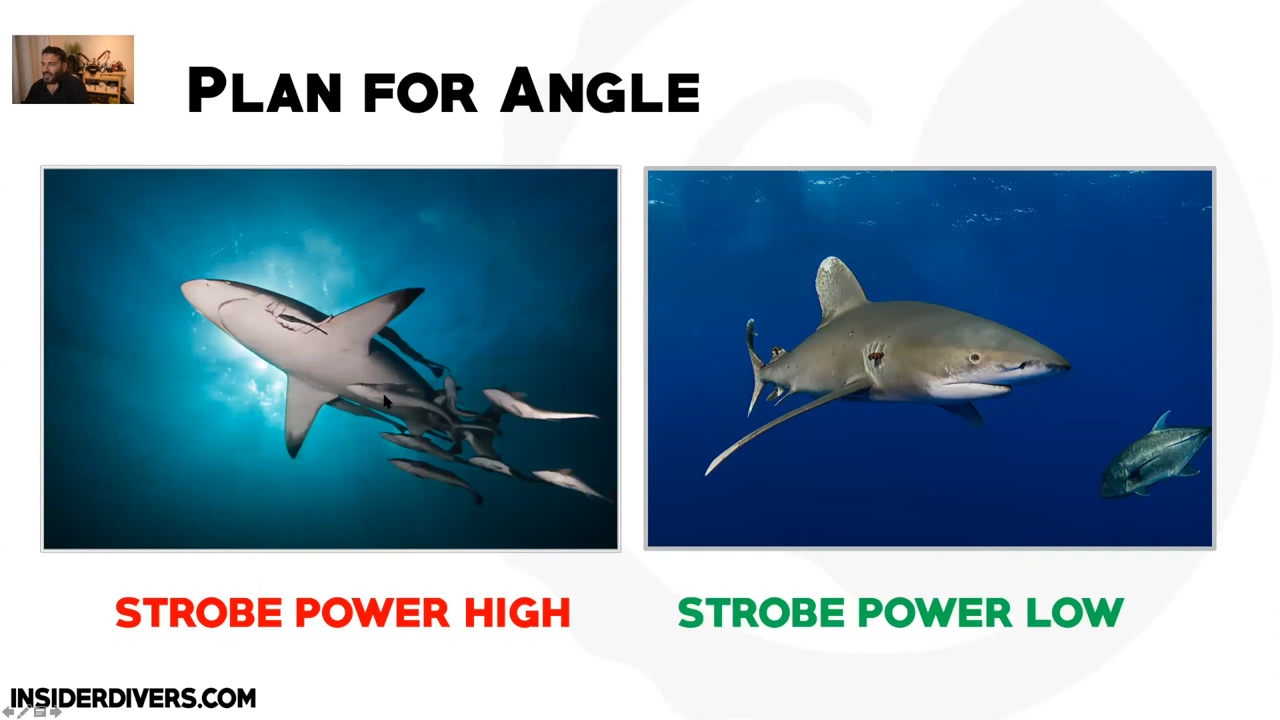 PLAN FOR ANGLE
STROBE POWER HIGH
STROBE POWER LOW
INSIDERDIVERS.COM